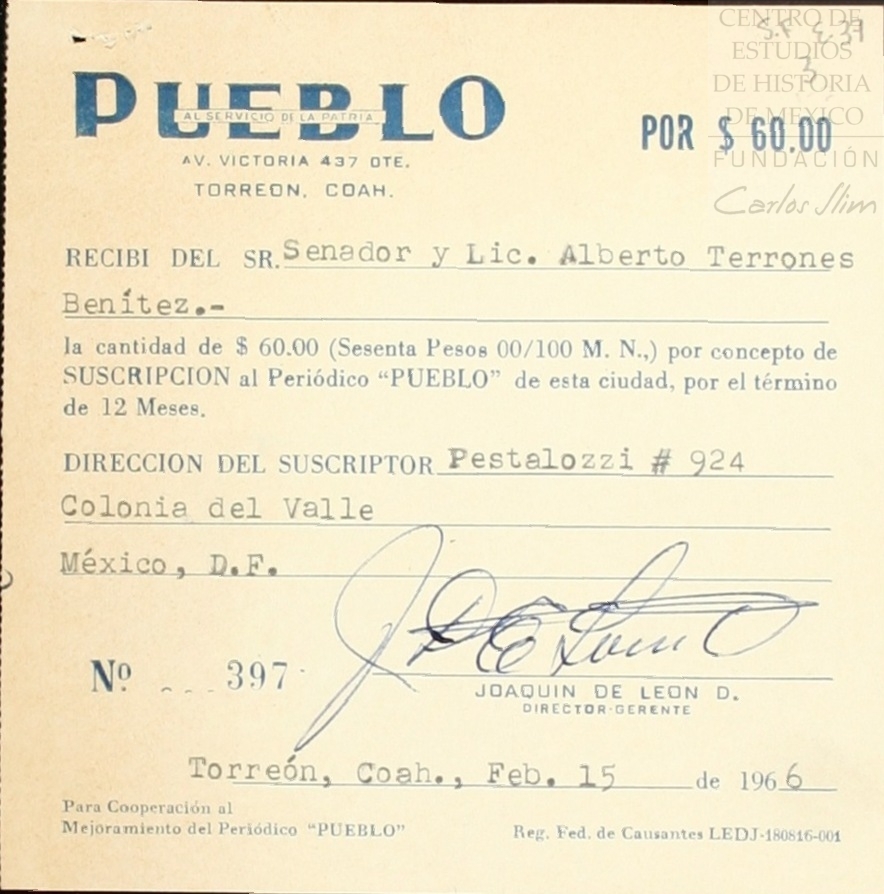 CENTRO DE
ESTUDIOS
DE HISTORIA
DE MEXICO
FUNDACIÓN
Carlos Slim
PUEBLO
AL SERVICIO DE LA PATRIA
AV. VICTORIA 437 OTE.
TORREON, COAH.
POR $ 60.00
RECIBI DEL SR. Senador y Lic. Alberto Terrones
Benítez.-
la cantidad de $ 60.00 (Sesenta Pesos 00/100 M. N.,) por concepto de
SUSCRIPCION al Periódico “PUEBLO” de esta ciudad, por el término
de 12 Meses.
DIRECCION DEL SUSCRIPTOR Pestalozzi # 924
Colonia del Valle
México, D.F.
Nº 397
JOAQUIN DE LEON D.
DIRECTOR-GERENTE
Torreón, Coah., Feb. 15 de 1966
Para Cooperación al
Mejoramiento del Periódico “PUEBLO”
Reg. Fed. de Causantes LEDJ-180816-001